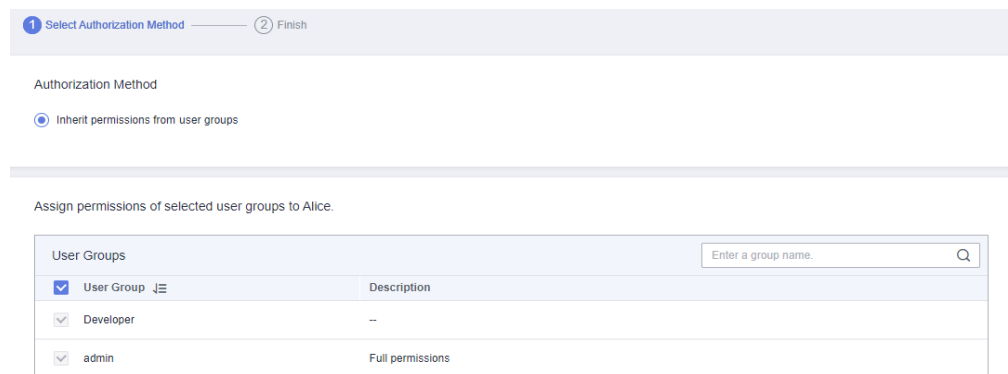 1 Select Authorization Method 2 Finish
Authorization Method
Inherit permissions from user groups
Assign permissions of selected user groups to Alice.
User Groups Enter a group name.
User Group Description
Developer --
admin Full permissions